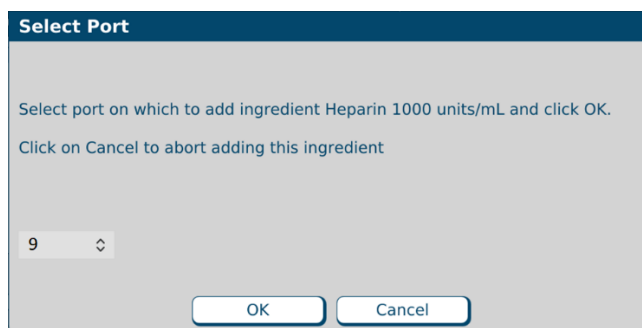 Select Port
Select port on which to add ingredient Heparin 1000 units/mL and click OK.
Click on Cancel to abort adding this ingredient
9
OK
Cancel